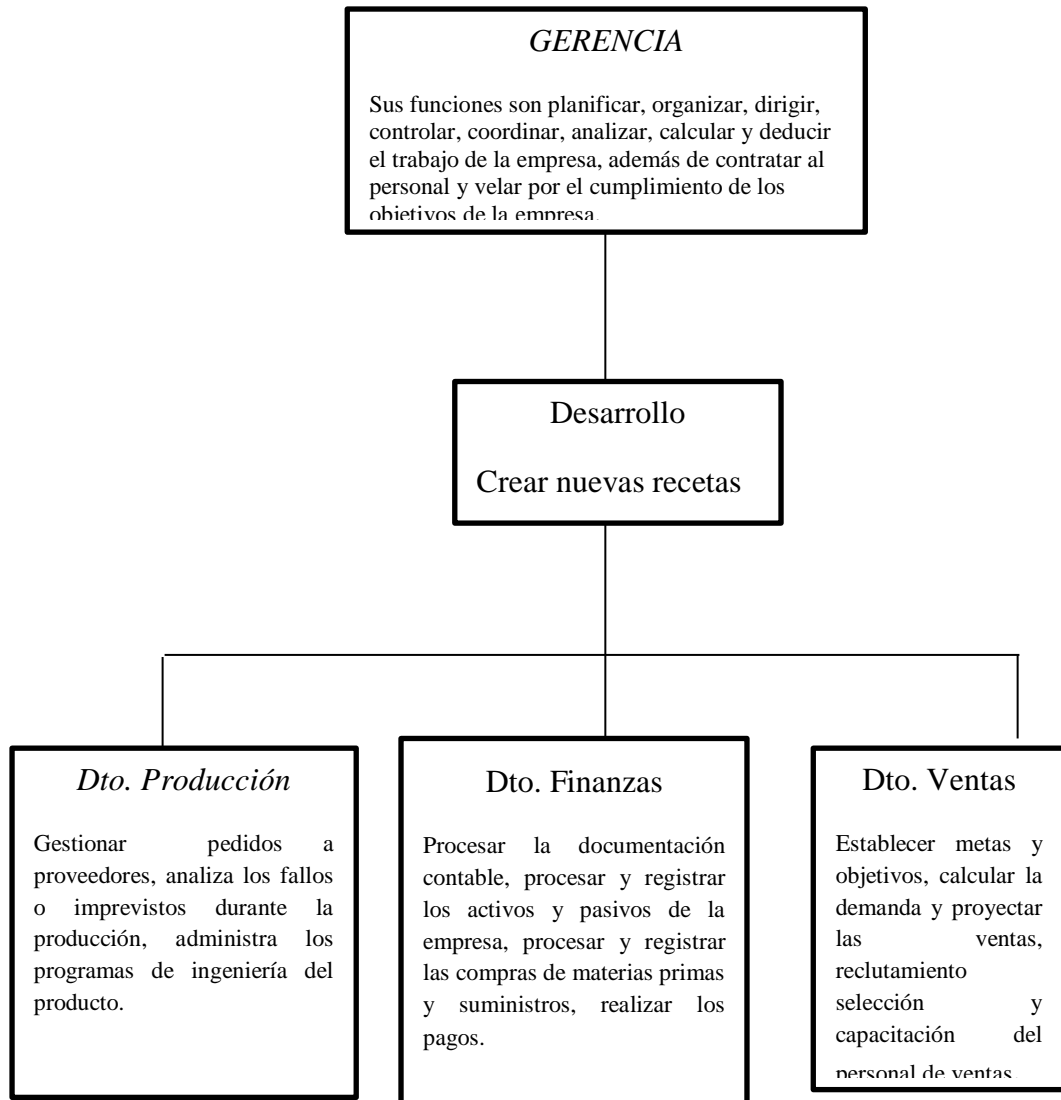 GERENCIA
Sus funciones son planificar, organizar, dirigir,
controlar, coordinar, analizar, calcular y deducir
el trabajo de la empresa, además de contratar al
personal y velar por el cumplimiento de los
objetivos de la empresa.
Desarrollo
Crear nuevas recetas
Dto. Producción
Gestionar pedidos a
proveedores, analiza los fallos
o imprevistos durante la
producción, administra los
programas de ingeniería del
producto.
Dto. Finanzas
Procesar la documentación
contable, procesar y registrar
los activos y pasivos de la
empresa, procesar y registrar
las compras de materias primas
y suministros, realizar los
pagos.
Dto. Ventas
Establecer metas y
objetivos, calcular la
demanda y proyectar
las ventas,
reclutamiento
selección y
capacitación del
personal de ventas.